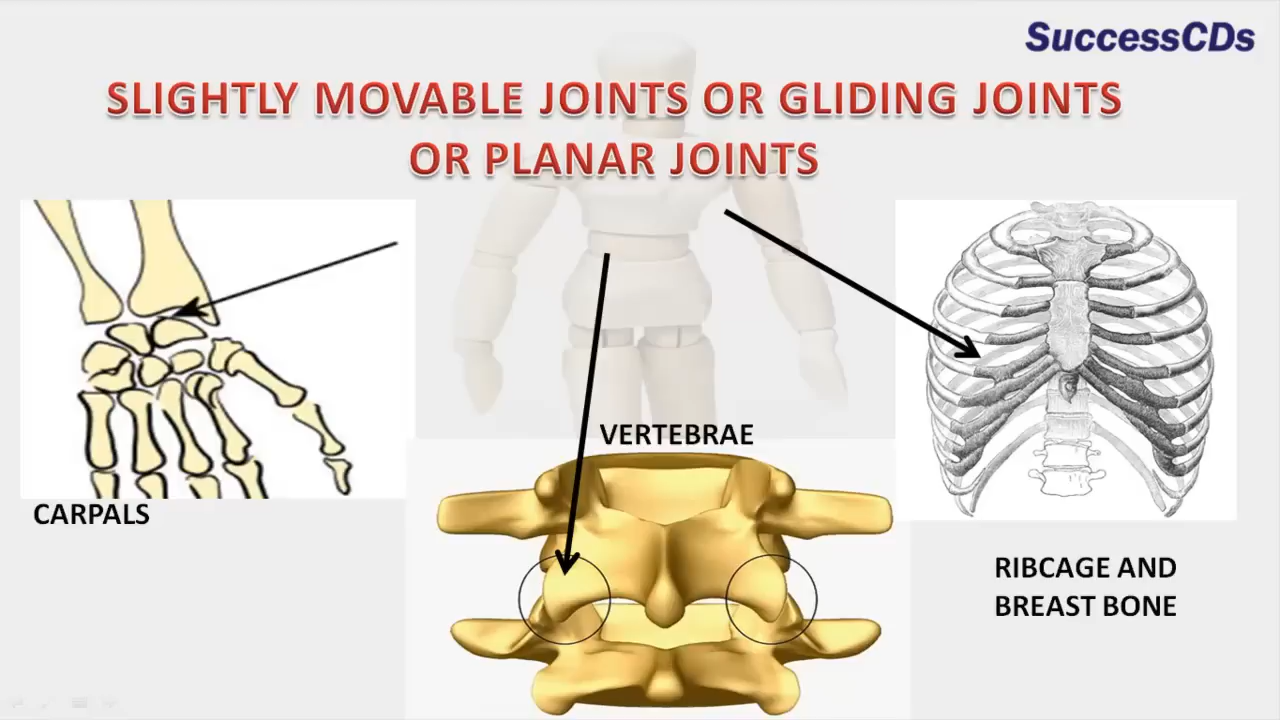 SuccessCDs
SLIGHTLY MOVABLE JOINTS OR GLIDING JOINTS
OR PLANAR JOINTS
VERTEBRAE
CARPALS
RIBCAGE AND
BREAST BONE